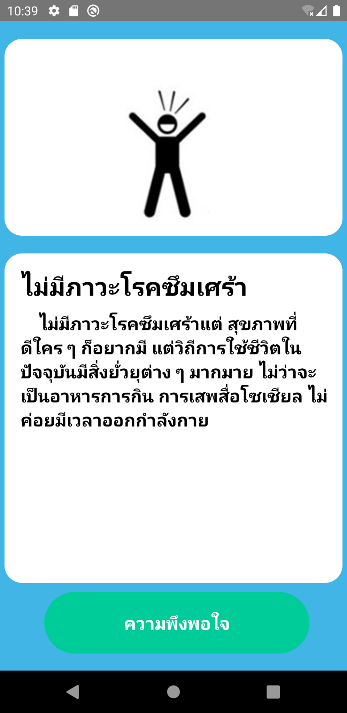 10:39
ไม่มีภาวะโรคซึมเศร้า
ไม่มีภาวะโรคซึมเศร้าแต่ สุขภาพที่
ดีใคร ๆ ก็อยากมี แต่วิถีการใช้ชีวิตใน
ปัจจุบันมีสิ่งยั่วยุต่าง ๆ มากมาย ไม่ว่าจะ
เป็นอาหารการกิน การเสพสื่อโซเชียล ไม่
ค่อยมีเวลาออกกำลังกาย
ความพึงพอใจ